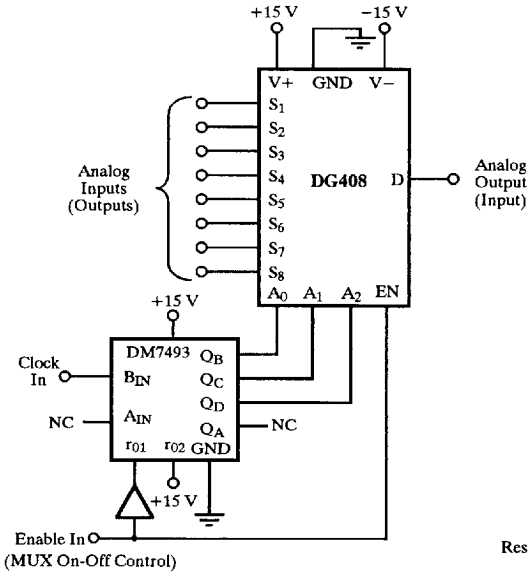 +15 V
−15 V
V+
GND
V−
S1
S2
S3
S4
S5
S6
S7
S8
Analog
Inputs
(Outputs)
DG408
D
Analog
Output
(Input)
A0 A1 A2 EN
+15 V
DM7493
Clock
In
BIN
NC
AIN
QB
QC
QD
QA
NC
r01 r02 GND
+15 V
Enable In
(MUX On-Off Control)
Res